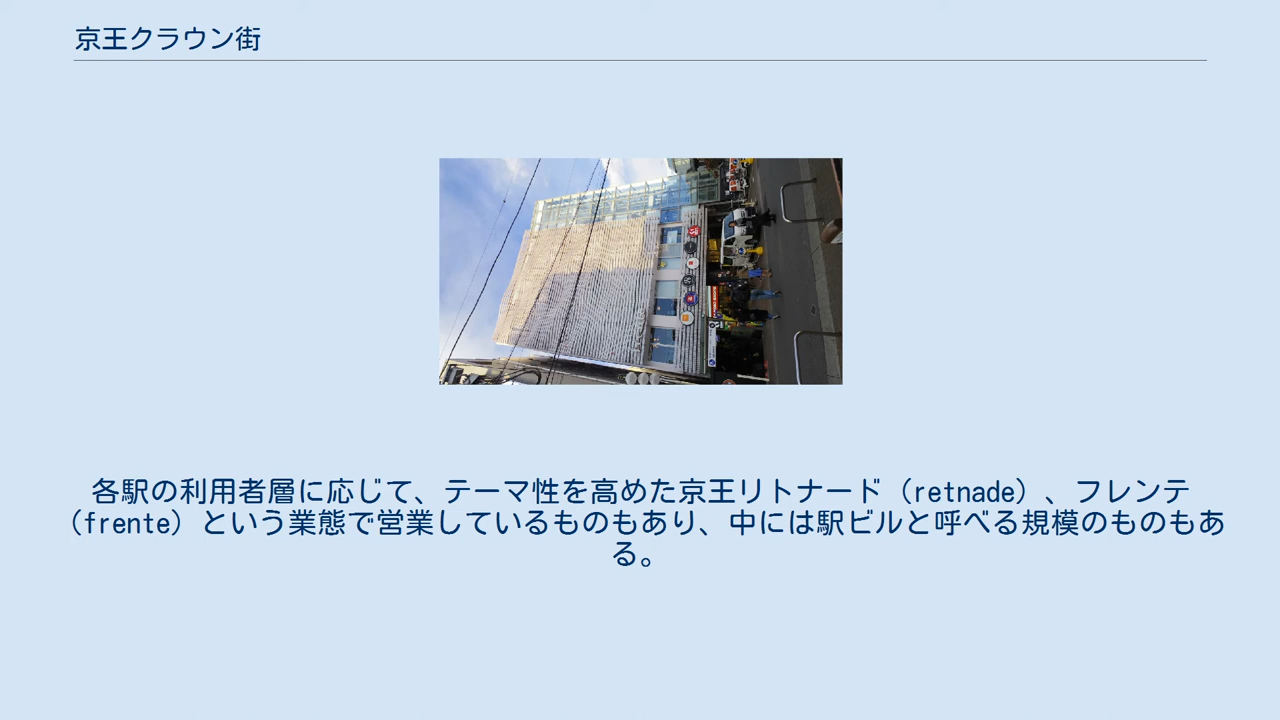 京王クラウン街
各駅の利用者層に応じて、テーマ性を高めた京王リトナード（retnade）、フレンテ
（frente）という業態で営業しているものもあり、中には駅ビルと呼べる規模のものもあ
る。